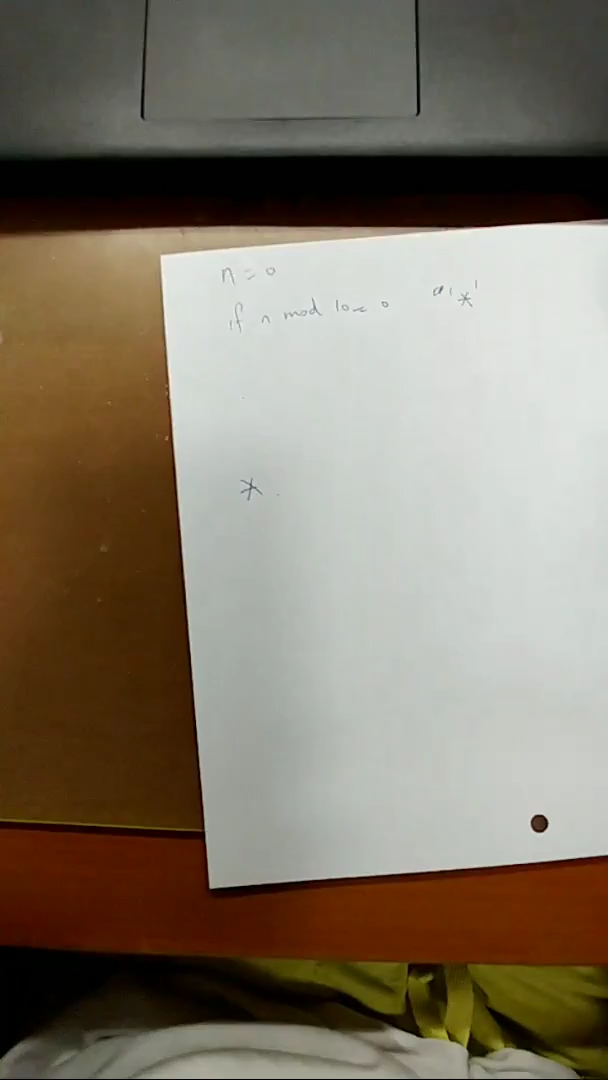 n = 0
if n mod 10 = 0 '*'
*